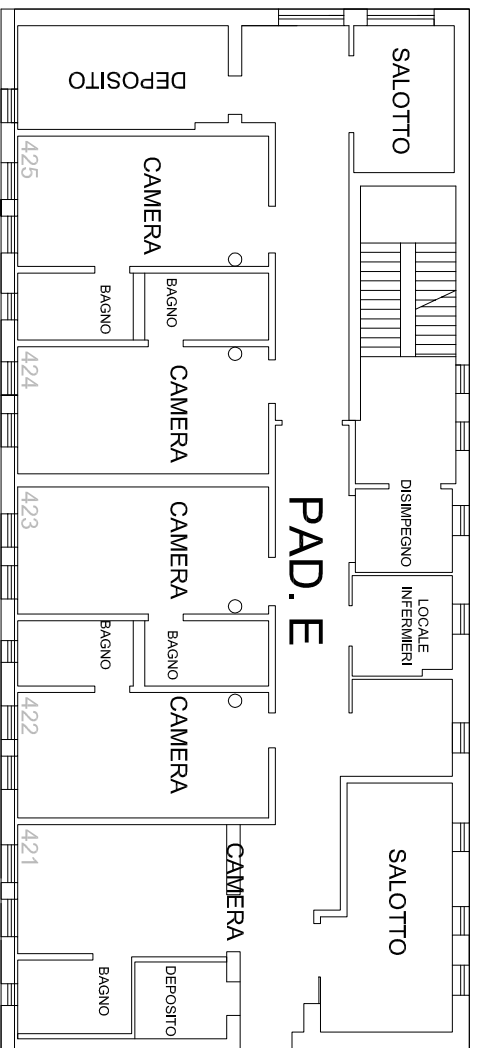 DEPOSITO
SALOTTO
425
CAMERA
BAGNO
BAGNO
424
CAMERA
PAD. E
DISIMPEGNO
423
CAMERA
LOCALE
INFERMIERI
BAGNO
BAGNO
422
CAMERA
421
CAMERA
SALOTTO
BAGNO
DEPOSITO